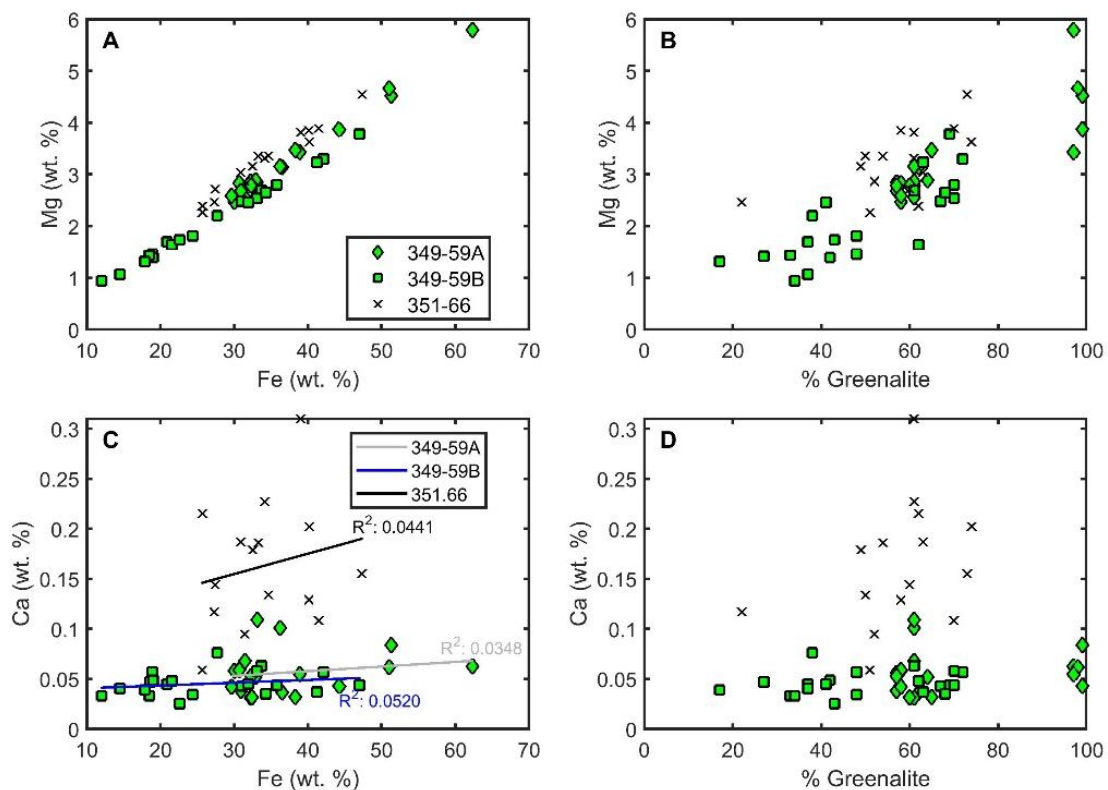 A
6
5
4
3
2
1
0
Mg (wt. %)
10 20 30 40 50 60 70
Fe (wt. %)
349-59A
349-59B
351-66
B
6
5
4
3
2
1
0
Mg (wt. %)
0 20 40 60 80 100
% Greenalite
C
0.3
0.25
0.2
0.15
0.1
0.05
0
Ca (wt. %)
10 20 30 40 50 60 70
Fe (wt. %)
349-59A
349-59B
351.66
R²: 0.0441
R²: 0.0348
R²: 0.0520
D
0.3
0.25
0.2
0.15
0.1
0.05
0
Ca (wt. %)
0 20 40 60 80 100
% Greenalite